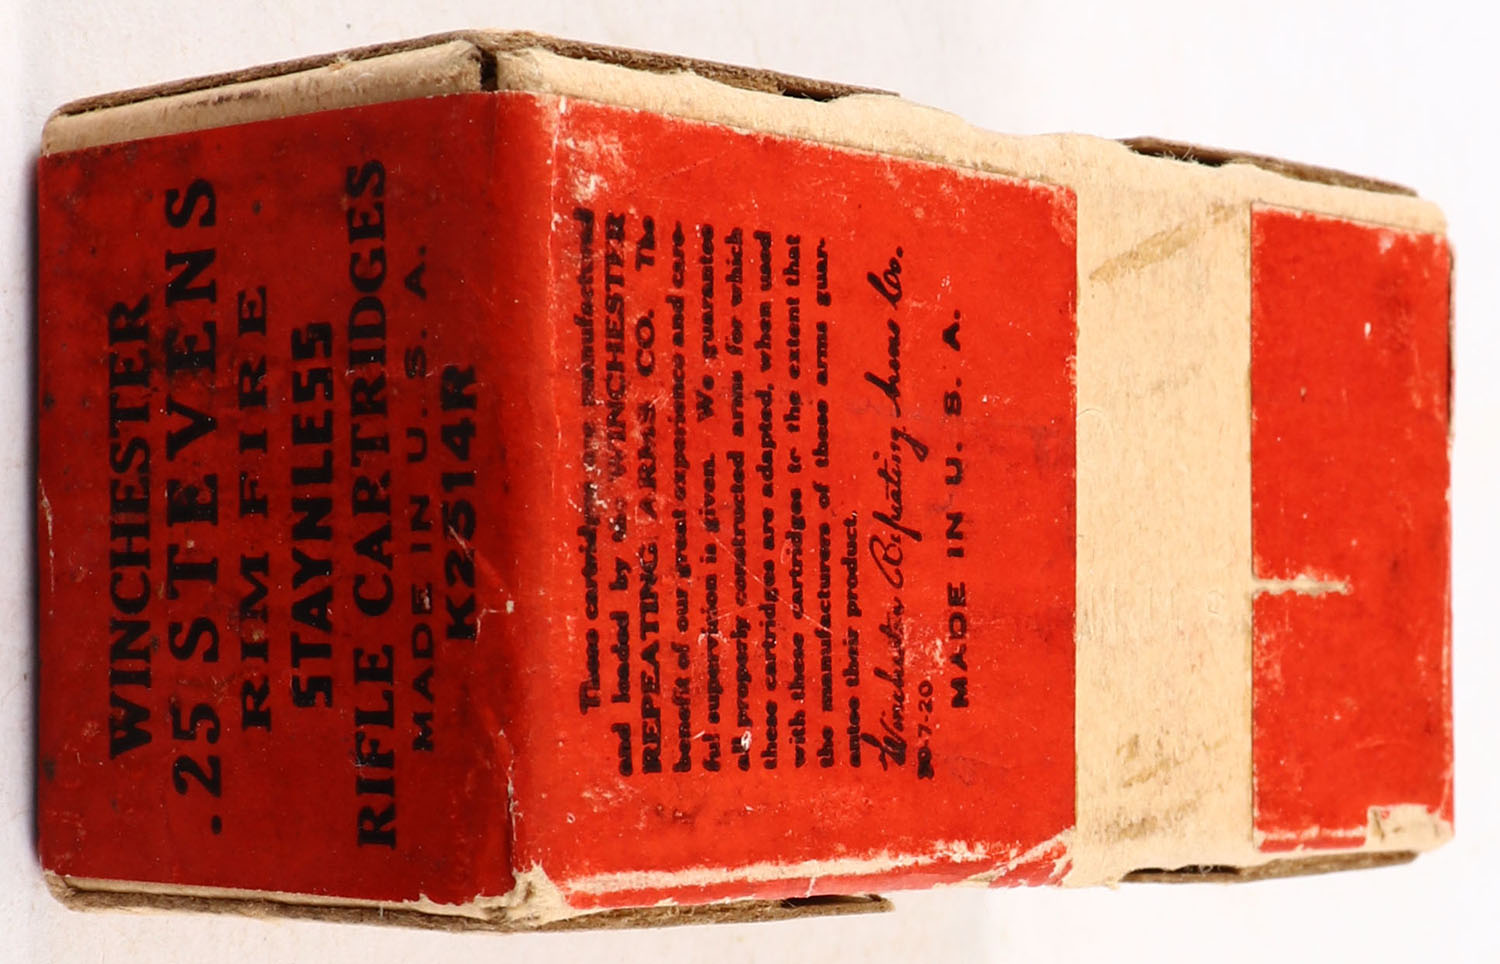 WINCHESTER
.25 STEVENS
RIM FIRE
STAYNLESS
RIFLE CARTRIDGES
MADE IN U. S. A.
K2514R
These cartridges are manufactured
and loaded by the WINCHESTER
REPEATING ARMS CO. The
benefit of our great experience and care-
ful supervision is given. We guarantee
all properly constructed arms for which
these cartridges are adapted, when used
with these cartridges to the extent that
the manufacturers of these arms guar-
antee their product.
Winchester Repeating Arms Co.
7-20
MADE IN U. S. A.